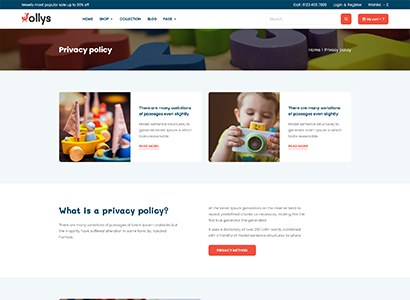 Weekly most popular sale up to 20% off
Call: 0123 403 7898
Login & Register
Wishlist - 0
ollys
HOME
SHOP
COLLECTION
BLOG
PAGE
Search...
My cart - 7
Privacy policy
Home / Privacy policy
There are many variations
of passages even slightly
Model sentence structures, to
generate lorem ipsum is which
looks reasonable.
READ MORE
There are many variations
of passages even slightly
Model sentence structures, to
generate lorem ipsum is which
looks reasonable.
READ MORE
What is a privacy policy?
There are many variations of passages of lorem ipsum available, but
the majority have suffered alteration in some form, by injected
humour.
All the lorem ipsum generators on the internet tend to
repeat predefined chunks as necessary, making this the
first true generator the generated
It uses a dictionary of over 200 Latin words, combined
with a handful of model sentence structures, to where.
PRIVACY METHOD